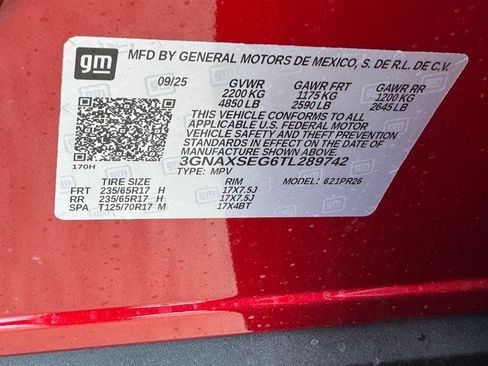 gm MFD BY GENERAL MOTORS DE MEXICO, S. DE R.L. DE C.V.
09/25 GVWR GAWR FRT GAWR RR
2200 KG 1175 KG 1200 KG
4850 LB 2590 LB 2645 LB
THIS VEHICLE CONFORMS TO ALL
APPLICABLE U.S. FEDERAL MOTOR
VEHICLE SAFETY AND THEFT PREVENTION
STANDARDS IN EFFECT ON THE DATE OF
MANUFACTURE SHOWN ABOVE.
170H 3GNAXSEG6TL289742
TYPE: MPV
TIRE SIZE RIM MODEL: 621PR26
FRT 235/65R17 H 17X7.5J
RR 235/65R17 H 17X7.5J
SPA T125/70R17 M 17X4BT